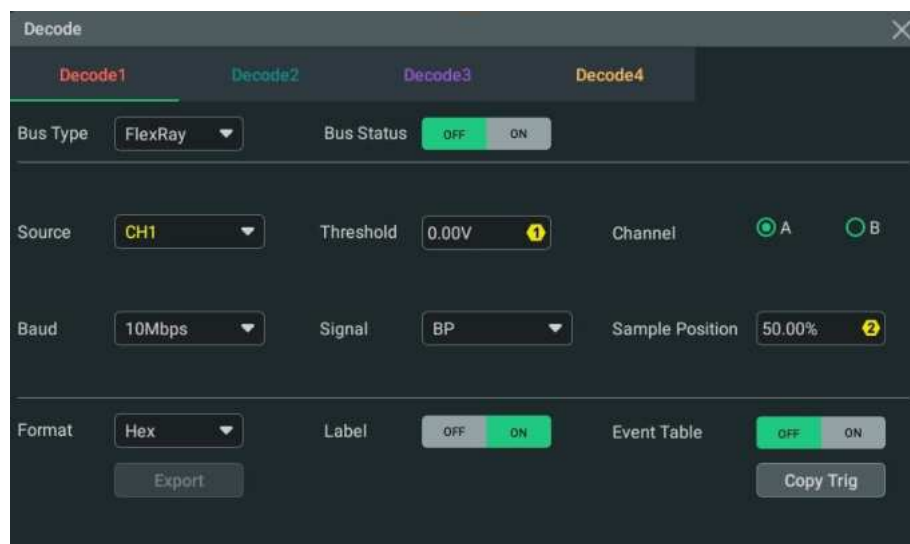 Decode
Decode1 Decode2 Decode3 Decode4
Bus Type FlexRay Bus Status OFF ON
Source CH1 Threshold 0.00V 1 Channel A B
Baud 10Mbps Signal BP Sample Position 50.00% 2
Format Hex Label OFF ON Event Table OFF ON
Export Copy Trig